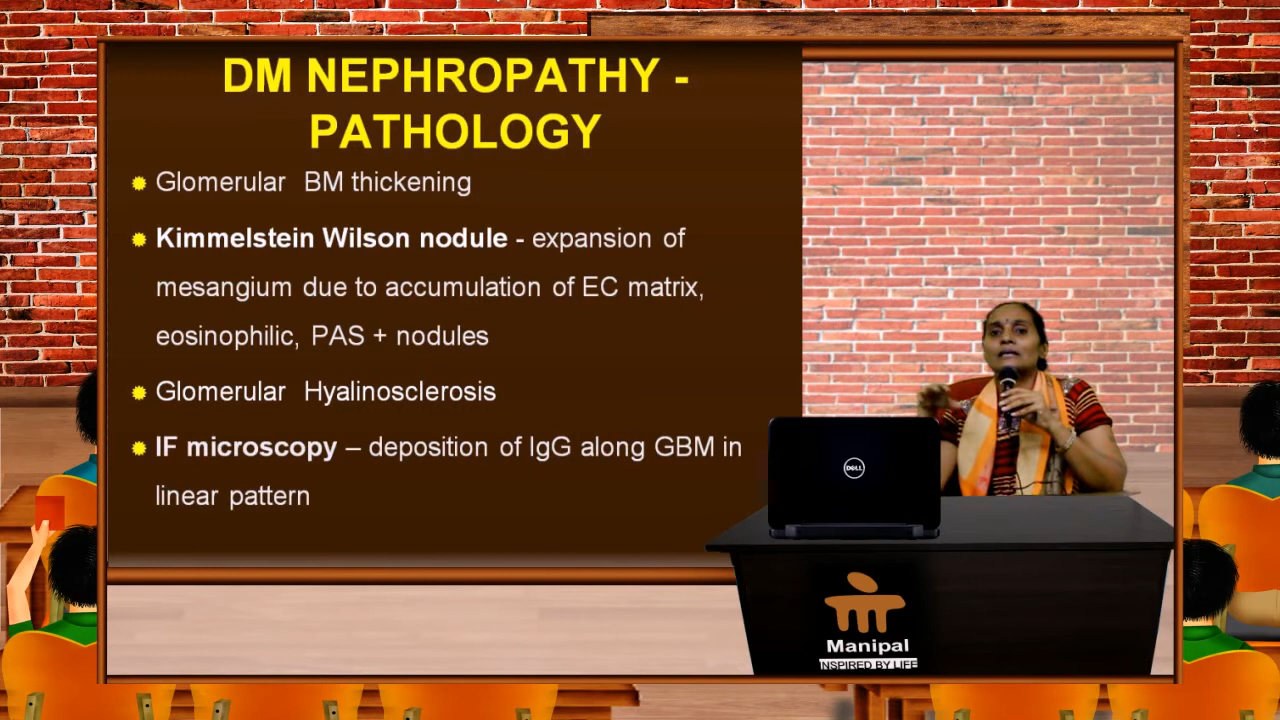 DM NEPHROPATHY -
PATHOLOGY
Glomerular BM thickening
Kimmelstein Wilson nodule - expansion of
mesangium due to accumulation of EC matrix,
eosinophilic, PAS + nodules
Glomerular Hyalinosclerosis
IF microscopy – deposition of IgG along GBM in
linear pattern
DELL
Manipal
INSPIRED BY LIFE